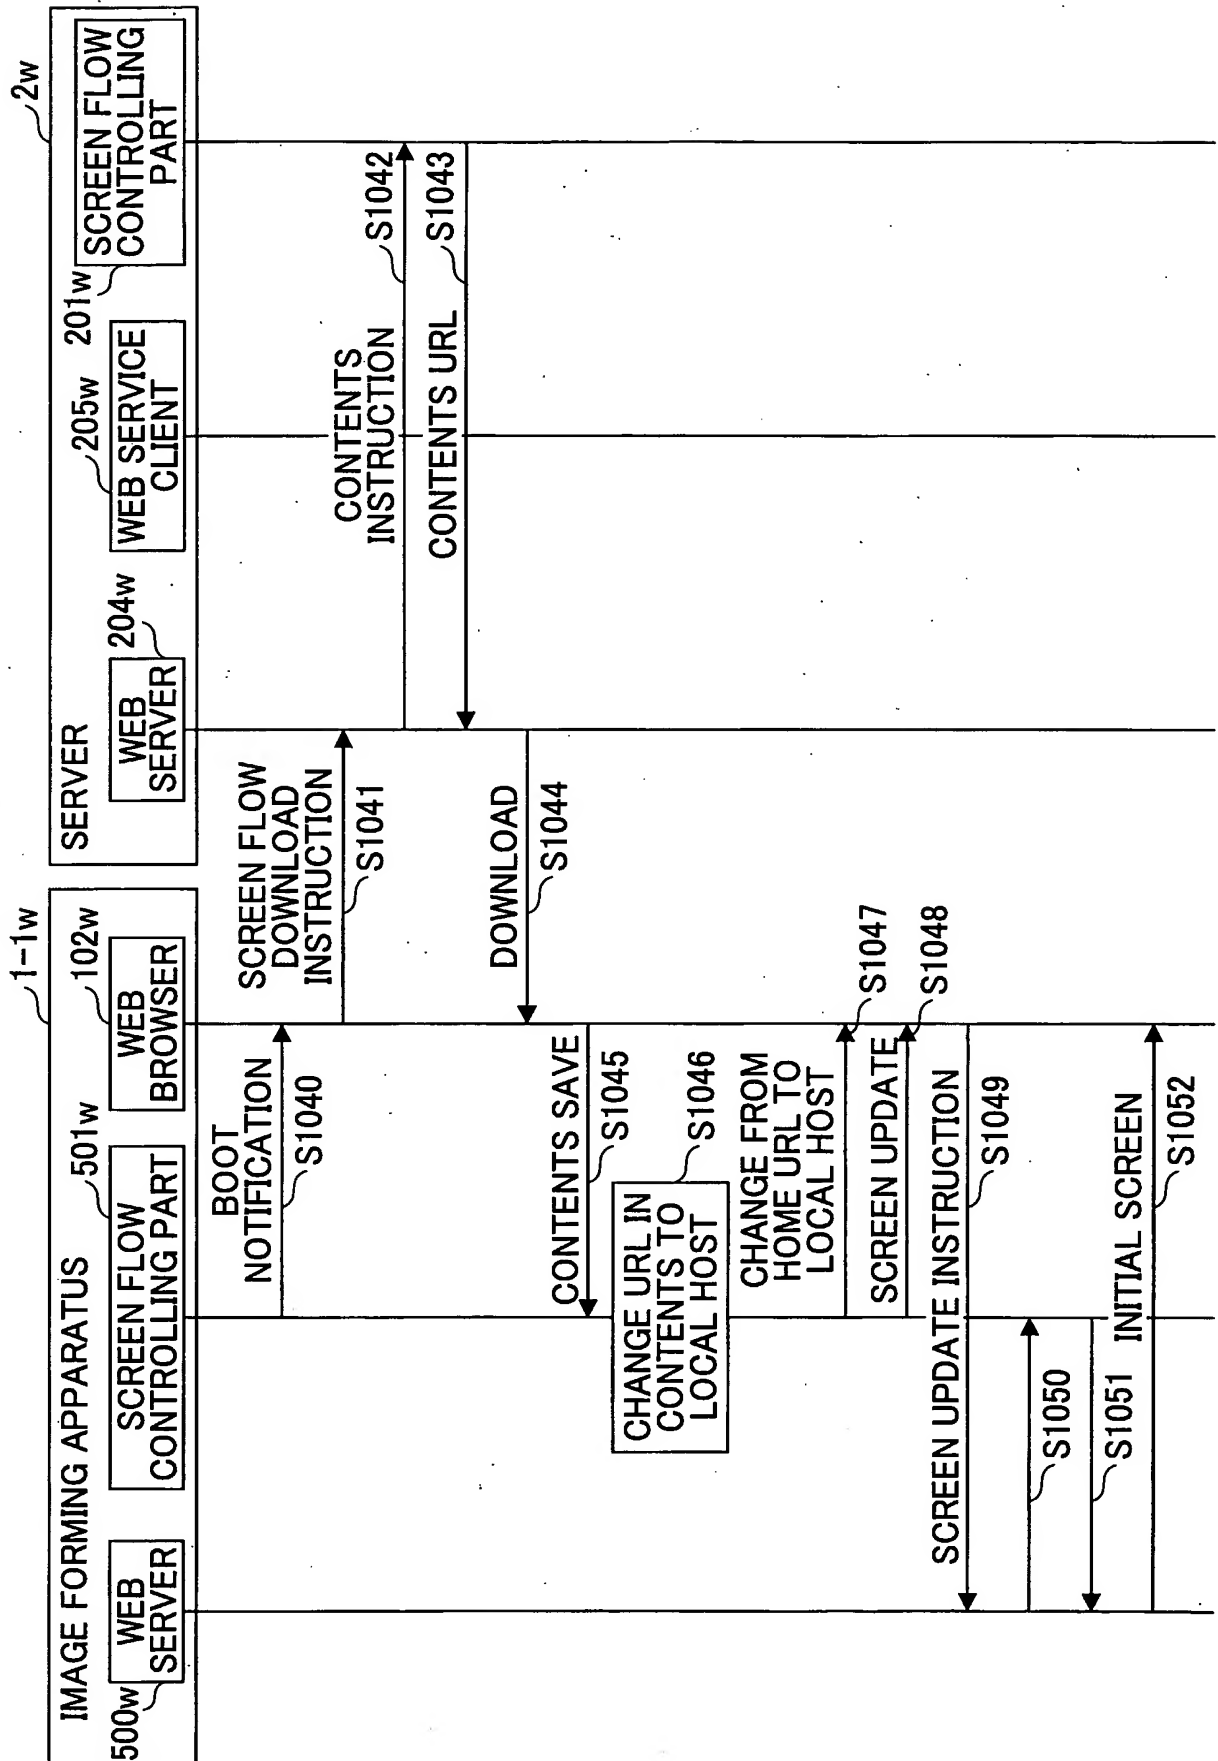 1-1w
2w
IMAGE FORMING APPARATUS
SERVER
500w
WEB
SERVER
501w
SCREEN FLOW
CONTROLLING PART
102w
WEB
BROWSER
204w
WEB
SERVER
205w
WEB SERVICE
CLIENT
201w
SCREEN FLOW
CONTROLLING
PART
BOOT
NOTIFICATION
S1040
SCREEN FLOW
DOWNLOAD
INSTRUCTION
S1041
CONTENTS
INSTRUCTION
S1042
CONTENTS URL
S1043
DOWNLOAD
S1044
CONTENTS SAVE
S1045
CHANGE URL IN
CONTENTS TO
LOCAL HOST
S1046
CHANGE FROM
HOME URL TO
LOCAL HOST
S1047
SCREEN UPDATE
S1048
SCREEN UPDATE INSTRUCTION
S1049
S1050
S1051
INITIAL SCREEN
S1052